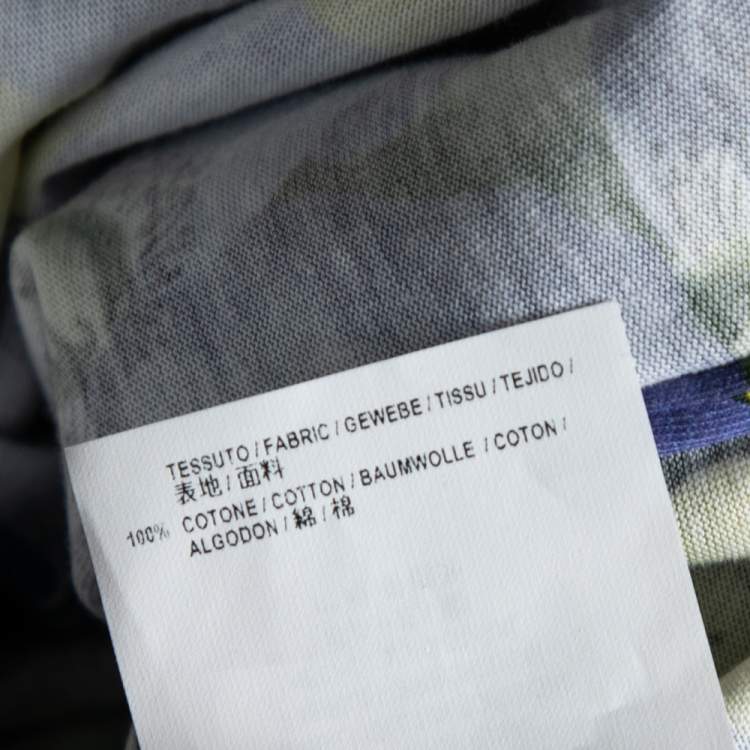 TESSUTO / FABRIC / GEWEBE / TISSU / TEJIDO /
表地 / 面料
100% COTONE / COTTON / BAUMWOLLE / COTON /
ALGODON / 綿 / 棉